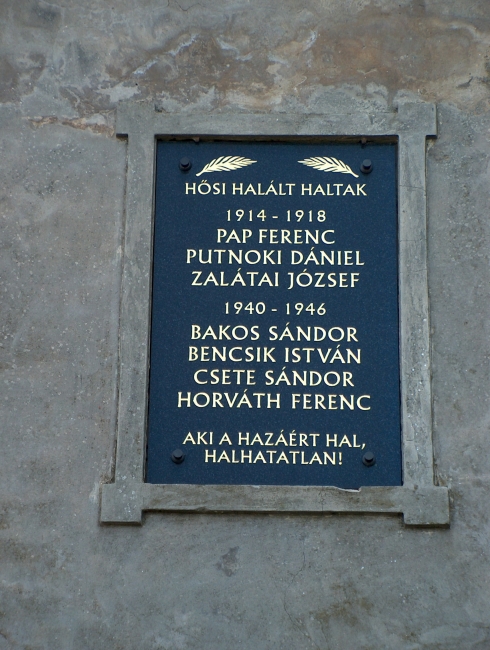 HŐSI HALÁLT HALTAK
1914 - 1918
PAP FERENC
PUTNOKI DÁNIEL
ZALÁTAI JÓZSEF
1940 - 1946
BAKOS SÁNDOR
BENCSIK ISTVÁN
CSETE SÁNDOR
HORVÁTH FERENC
AKI A HAZÁÉRT HAL,
HALHATATLAN!